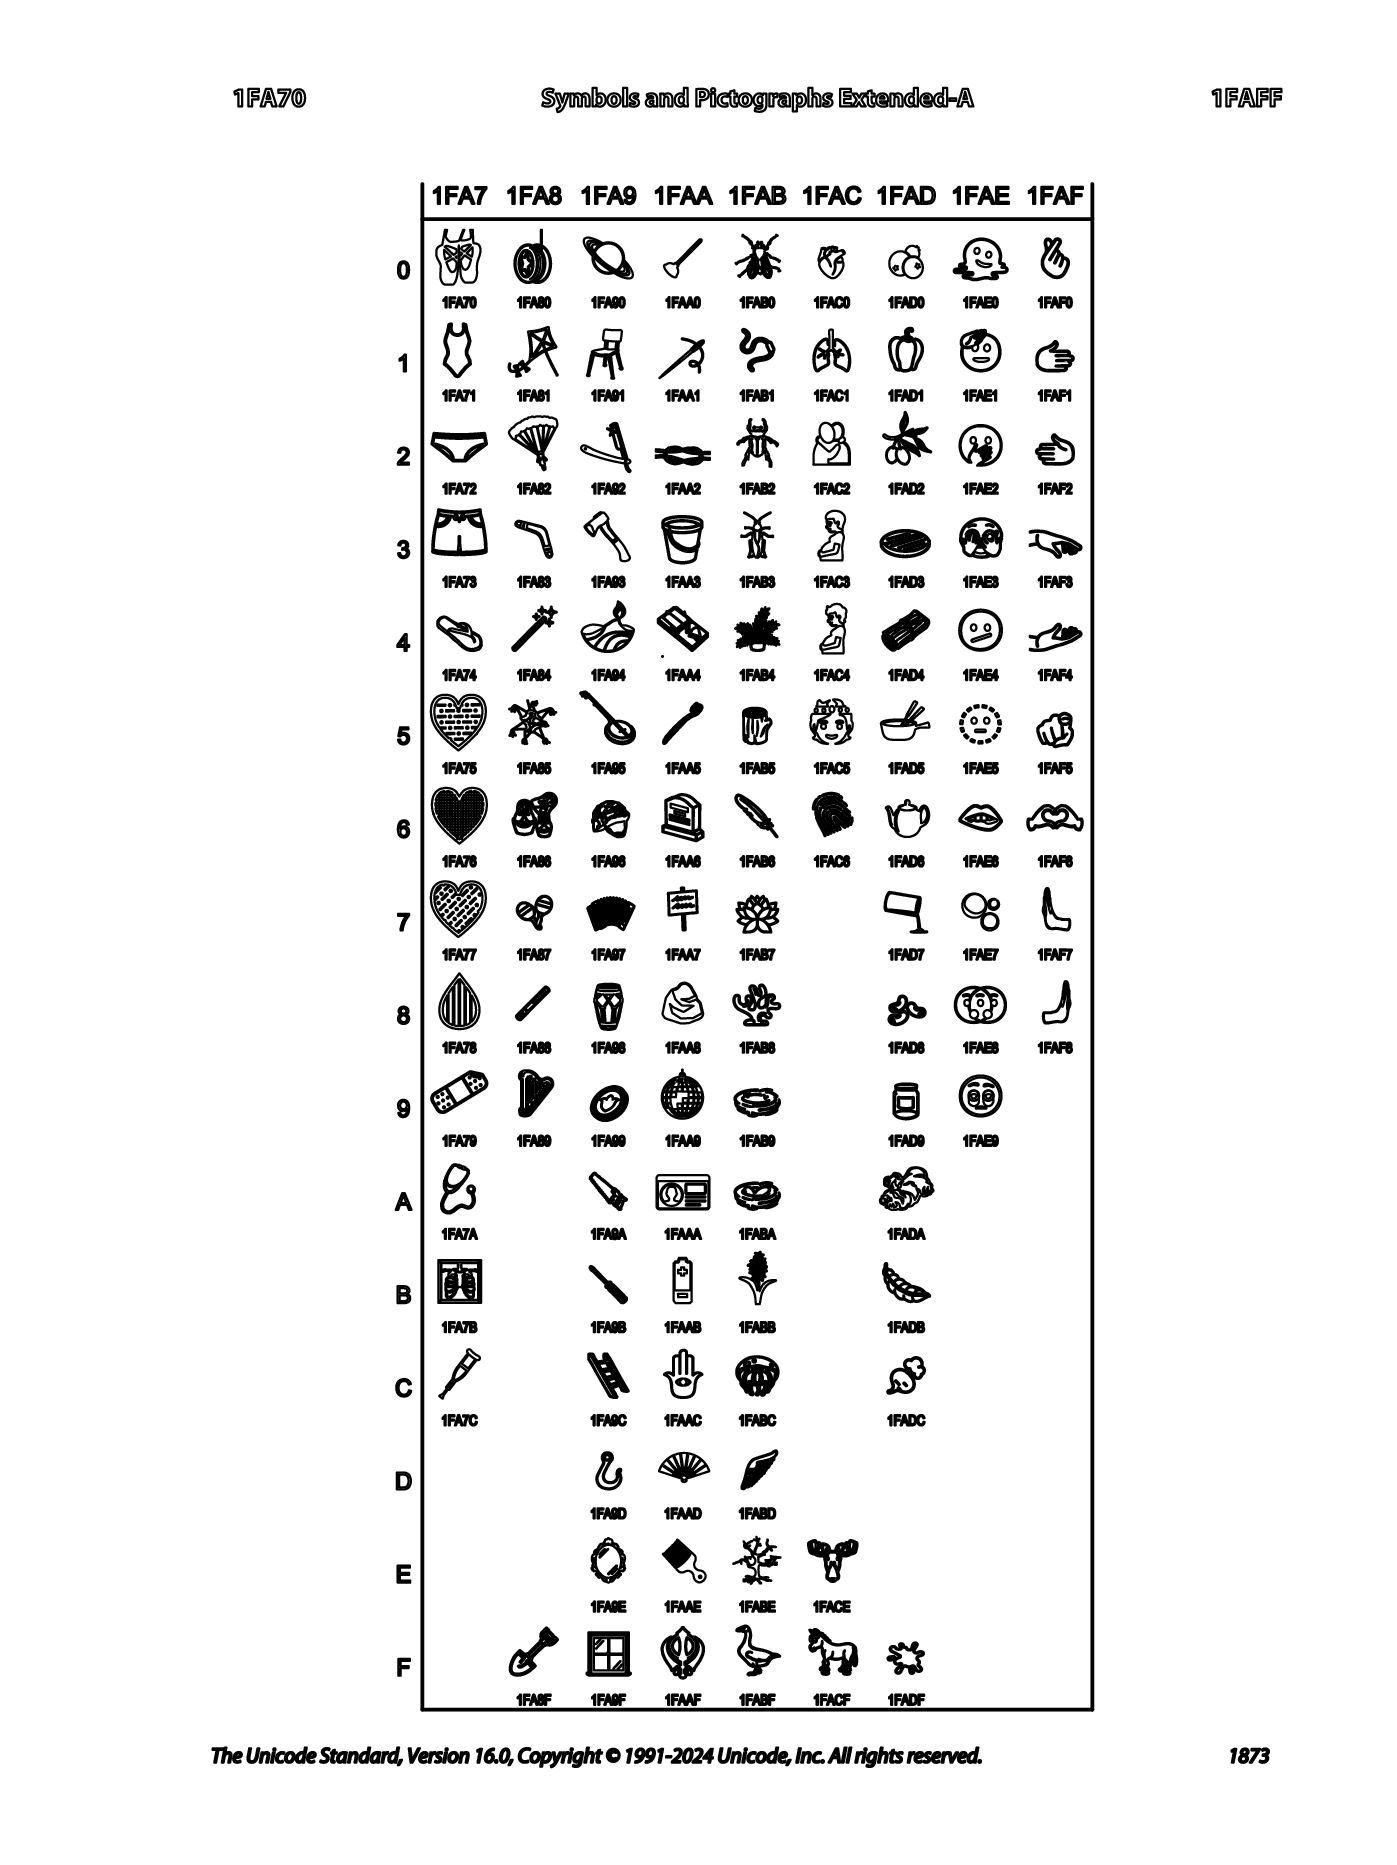 1FA70 Symbols and Pictographs Extended-A 1FAFF
1FA7 1FA8 1FA9 1FAA 1FAB 1FAC 1FAD 1FAE 1FAF
0
1FA70 1FA80 1FA90 1FAA0 1FAB0 1FAC0 1FAD0 1FAE0 1FAF0
1
1FA71 1FA81 1FA91 1FAA1 1FAB1 1FAC1 1FAD1 1FAE1 1FAF1
2
1FA72 1FA82 1FA92 1FAA2 1FAB2 1FAC2 1FAD2 1FAE2 1FAF2
3
1FA73 1FA83 1FA93 1FAA3 1FAB3 1FAC3 1FAD3 1FAE3 1FAF3
4
1FA74 1FA84 1FA94 1FAA4 1FAB4 1FAC4 1FAD4 1FAE4 1FAF4
5
1FA75 1FA85 1FA95 1FAA5 1FAB5 1FAC5 1FAD5 1FAE5 1FAF5
6
1FA76 1FA86 1FA96 1FAA6 1FAB6 1FAC6 1FAD6 1FAE6 1FAF6
7
1FA77 1FA87 1FA97 1FAA7 1FAB7 1FAD7 1FAE7 1FAF7
8
1FA78 1FA88 1FA98 1FAA8 1FAB8 1FAD8 1FAE8 1FAF8
9
1FA79 1FA89 1FA99 1FAA9 1FAB9 1FAD9 1FAE9
A
1FA7A 1FA9A 1FAAA 1FABA 1FADA
B
1FA7B 1FA9B 1FAAB 1FABB 1FADB
C
1FA7C 1FA9C 1FAAC 1FABC 1FADC
D
1FA9D 1FAAD 1FABD
E
1FA9E 1FAAE 1FABE 1FACE
F
1FA8F 1FA9F 1FAAF 1FABF 1FACF 1FADF
The Unicode Standard, Version 16.0, Copyright © 1991-2024 Unicode, Inc. All rights reserved. 1873